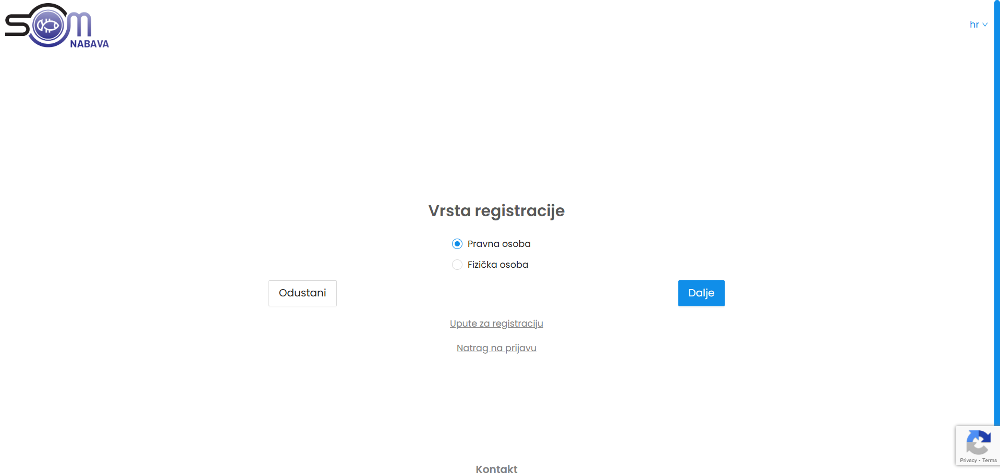 som
NABAVA
hr
Vrsta registracije
Pravna osoba
Fizička osoba
Odustani
Dalje
Upute za registraciju
Natrag na prijavu
Privacy - Terms
Kontakt